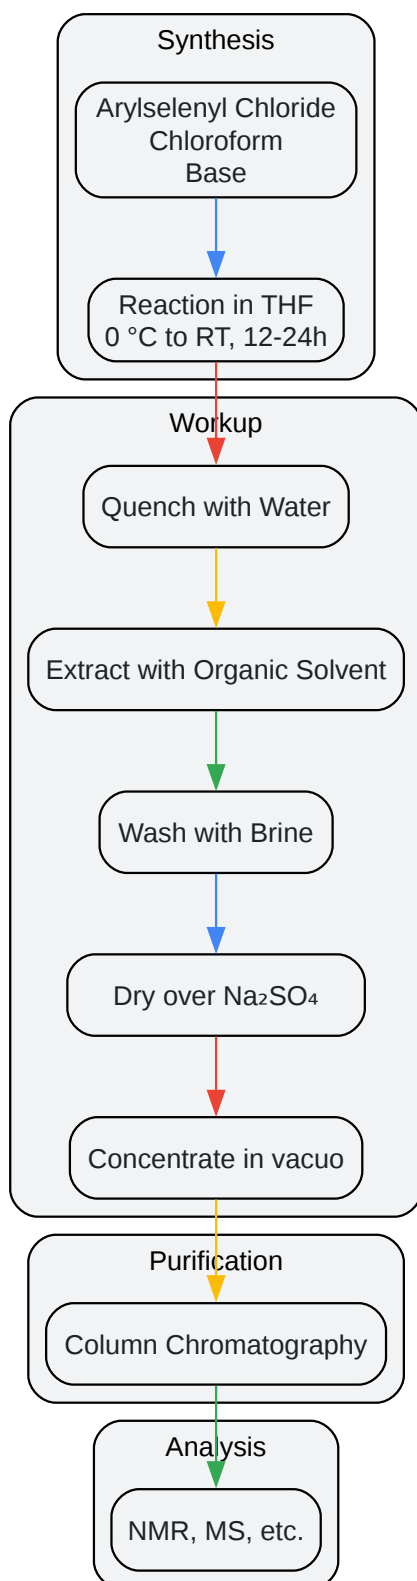 Synthesis
Arylselenyl Chloride
Chloroform
Base
Reaction in THF
0 °C to RT, 12-24h
Workup
Quench with Water
Extract with Organic Solvent
Wash with Brine
Dry over Na₂SO₄
Concentrate in vacuo
Purification
Column Chromatography
Analysis
NMR, MS, etc.